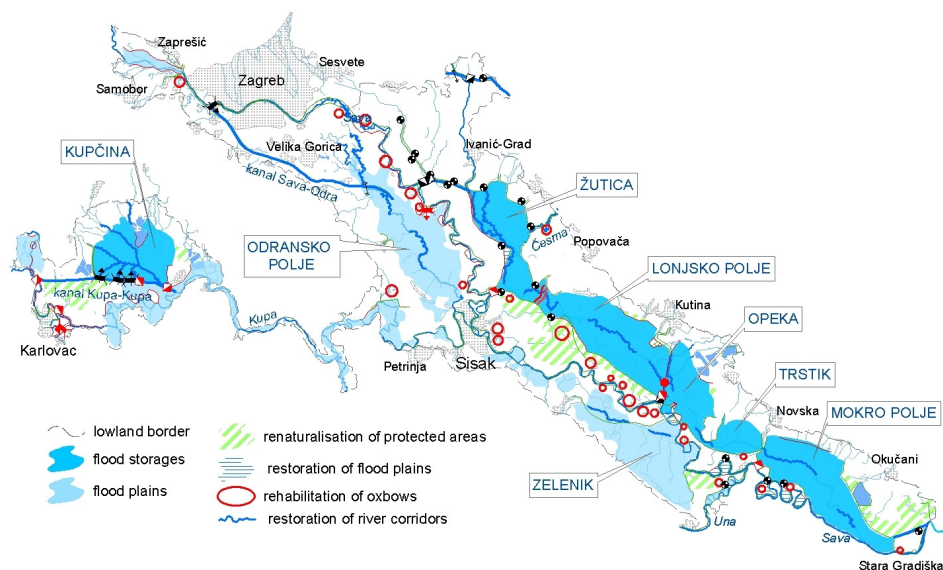 Zaprešić
Sesvete
Zagreb
Samobor
Sava
Velika Gorica
Ivanić-Grad
KUPČINA
kanal Sava-Odra
ŽUTICA
Česma
Popovača
ODRANSKO
POLJE
LONJSKO POLJE
kanal Kupa-Kupa
Kutina
Kupa
OPEKA
Karlovac
Petrinja
Sisak
TRSTIK
Novska
MOKRO POLJE
Okučani
ZELENIK
Una
Sava
Stara Gradiška
lowland border
flood storages
flood plains
renaturalisation of protected areas
restoration of flood plains
rehabilitation of oxbows
restoration of river corridors